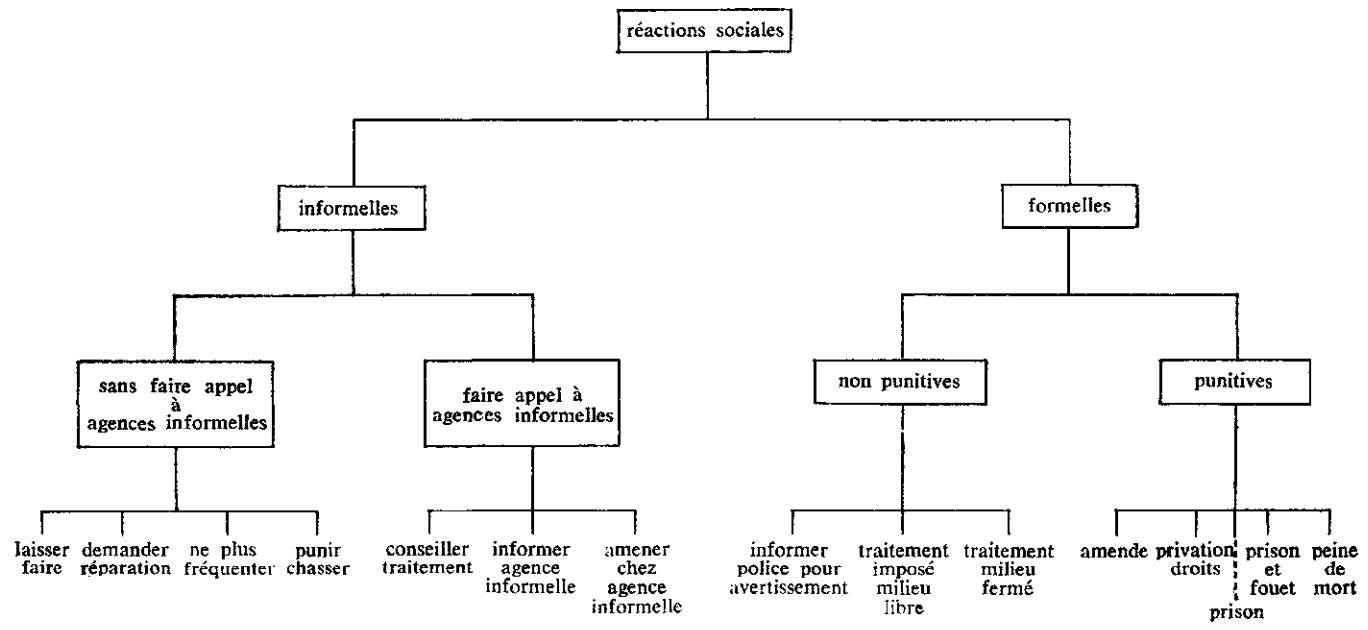 réactions sociales
informelles
formelles
sans faire appel
à
agences informelles
faire appel à
agences informelles
non punitives
punitives
laisser
faire
demander
réparation
ne plus
fréquenter
punir
chasser
conseiller
traitement
informer
agence
informelle
amener
chez
agence
informelle
informer
police pour
avertissement
traitement
imposé
milieu
libre
traitement
milieu
fermé
amende
privation
droits
prison
prison
et
fouet
peine
de
mort